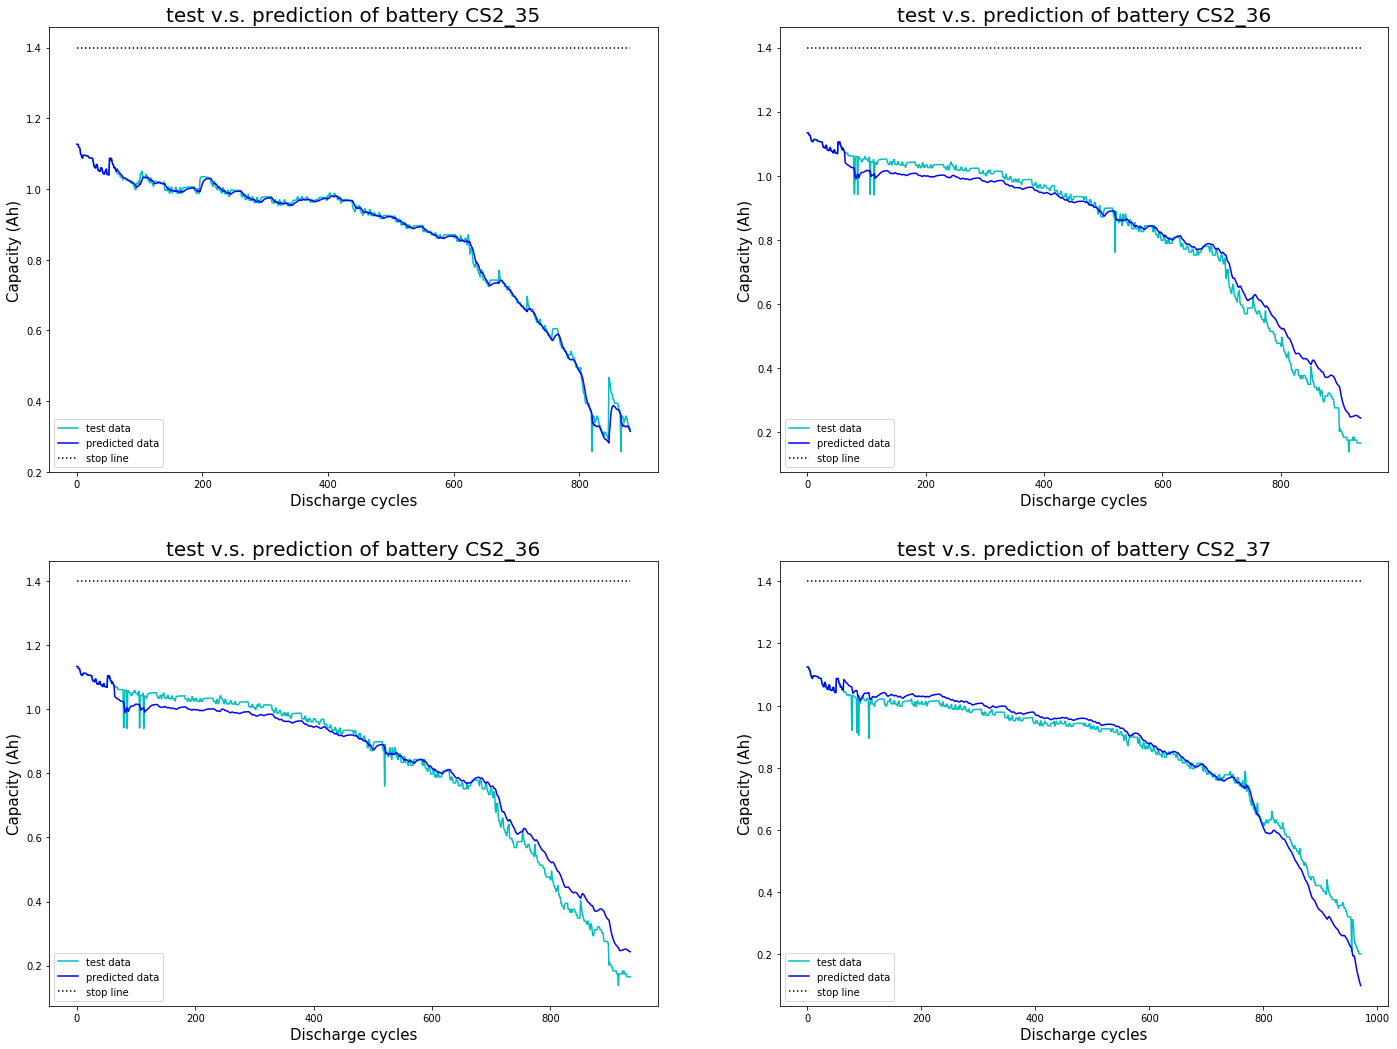 test v.s. prediction of battery CS2_35
1.4
1.2
1.0
0.8
0.6
0.4
0.2
Capacity (Ah)
test data
predicted data
stop line
0 200 400 600 800
Discharge cycles
test v.s. prediction of battery CS2_36
1.4
1.2
1.0
0.8
0.6
0.4
0.2
Capacity (Ah)
test data
predicted data
stop line
0 200 400 600 800
Discharge cycles
test v.s. prediction of battery CS2_36
1.4
1.2
1.0
0.8
0.6
0.4
0.2
Capacity (Ah)
test data
predicted data
stop line
0 200 400 600 800
Discharge cycles
test v.s. prediction of battery CS2_37
1.4
1.2
1.0
0.8
0.6
0.4
0.2
Capacity (Ah)
test data
predicted data
stop line
0 200 400 600 800 1000
Discharge cycles